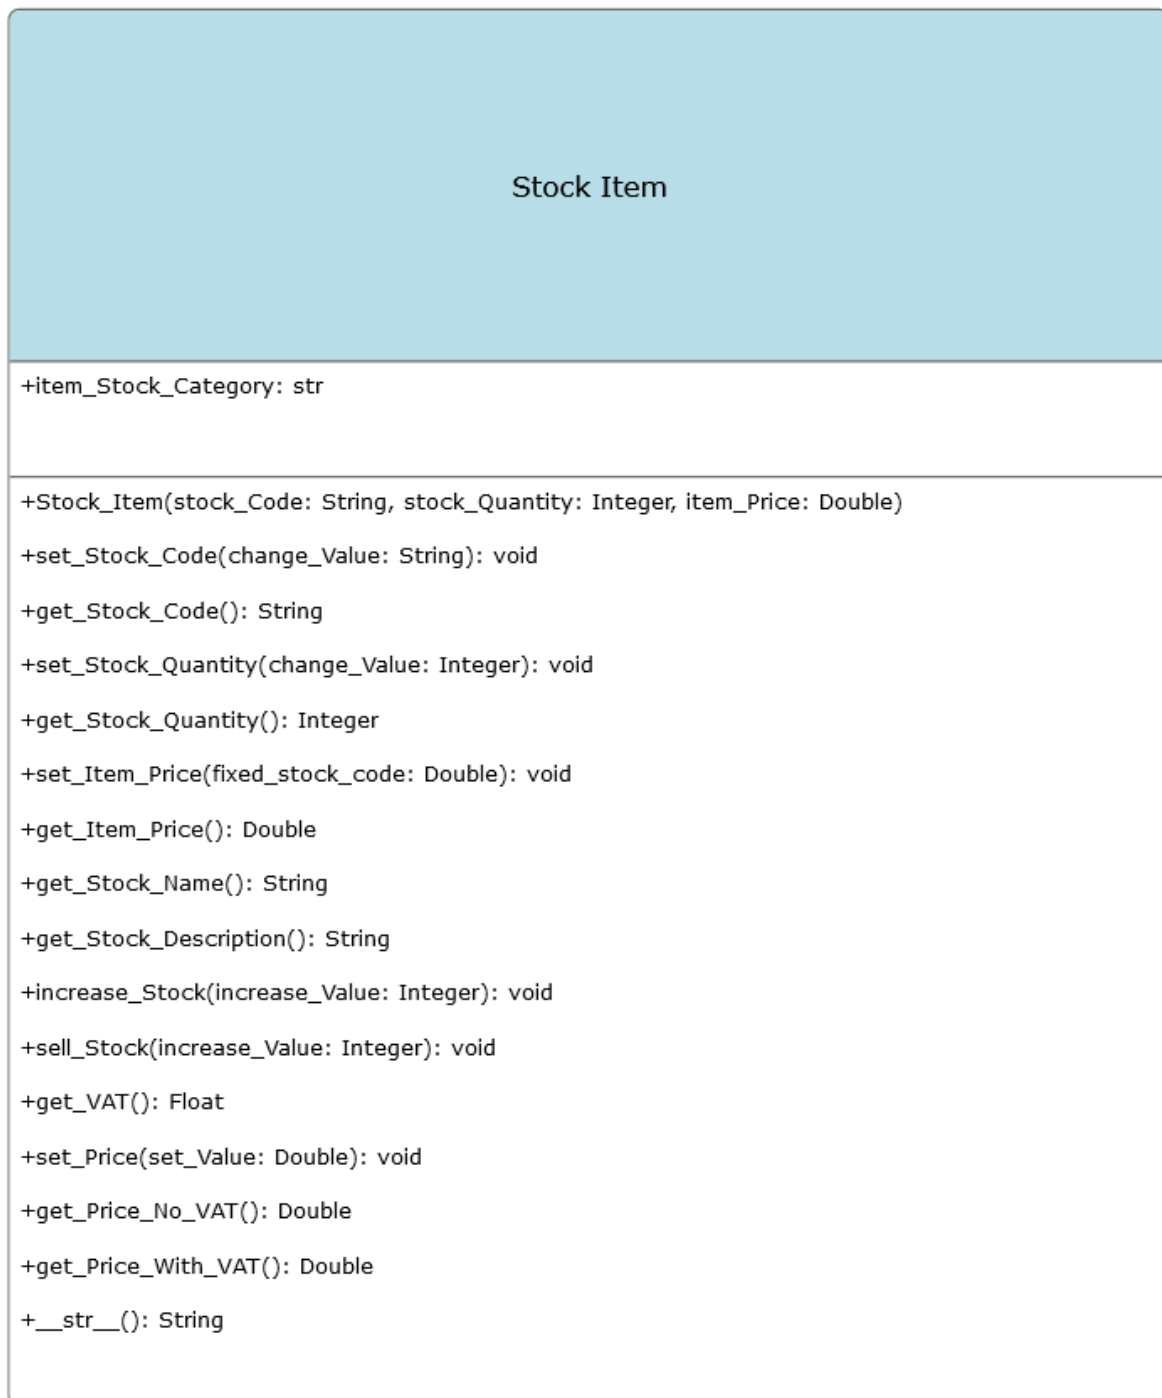 Stock Item
+item_Stock_Category: str
+Stock_Item(stock_Code: String, stock_Quantity: Integer, item_Price: Double)
+set_Stock_Code(change_Value: String): void
+get_Stock_Code(): String
+set_Stock_Quantity(change_Value: Integer): void
+get_Stock_Quantity(): Integer
+set_Item_Price(fixed_stock_code: Double): void
+get_Item_Price(): Double
+get_Stock_Name(): String
+get_Stock_Description(): String
+increase_Stock(increase_Value: Integer): void
+sell_Stock(increase_Value: Integer): void
+get_VAT(): Float
+set_Price(set_Value: Double): void
+get_Price_No_VAT(): Double
+get_Price_With_VAT(): Double
+__str__(): String